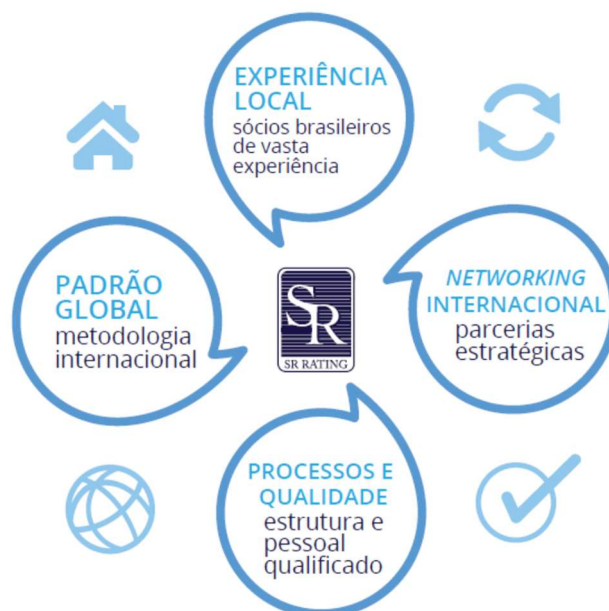 EXPERIÊNCIA
LOCAL
sócios brasileiros
de vasta
experiência
PADRÃO
GLOBAL
metodologia
internacional
SR
SR RATING
NETWORKING
INTERNACIONAL
parcerias
estratégicas
PROCESSOS E
QUALIDADE
estrutura e
pessoal
qualificado